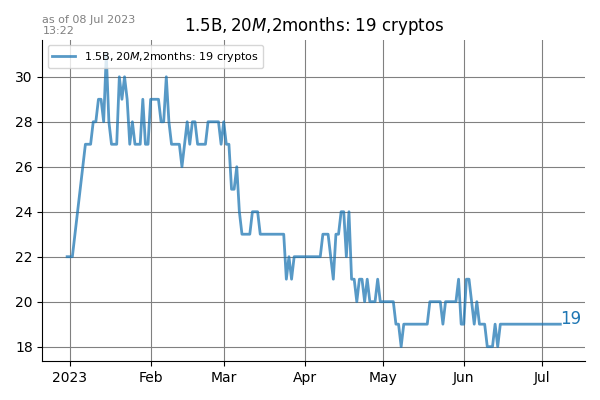 as of 08 Jul 2023
13:22
1.5B, 20M,2months: 19 cryptos
1.5B, 20M,2months: 19 cryptos
30
28
26
24
22
20
18
19
2023 Feb Mar Apr May Jun Jul